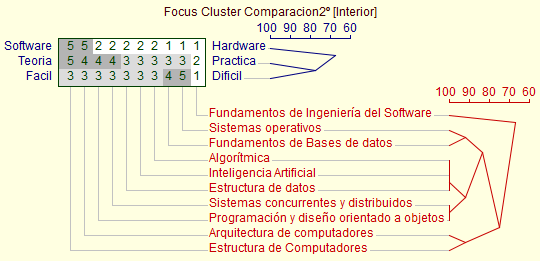 Focus Cluster Comparacion2º [Interior]
100 90 80 70 60
Software 5 5 2 2 2 2 2 1 1 1 Hardware
Teoria 5 4 4 4 3 3 3 3 3 2 Practica
Facil 3 3 3 3 3 3 3 4 5 1 Dificil
100 90 80 70 60
Fundamentos de Ingeniería del Software
Sistemas operativos
Fundamentos de Bases de datos
Algorítmica
Inteligencia Artificial
Estructura de datos
Sistemas concurrentes y distribuidos
Programación y diseño orientado a objetos
Arquitectura de computadores
Estructura de Computadores